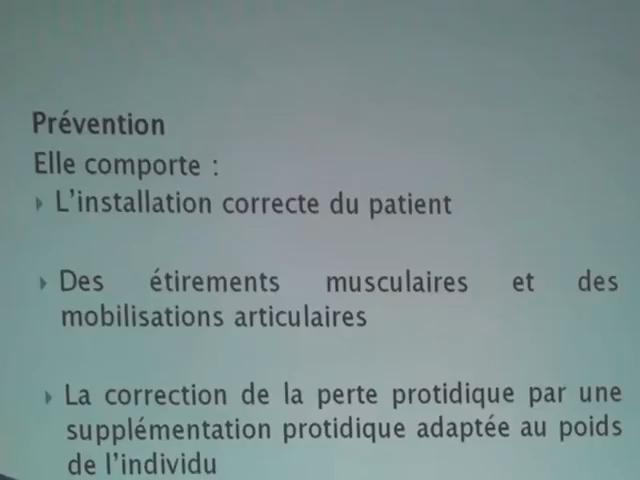 Prévention
Elle comporte :
L'installation correcte du patient
Des étirements musculaires et des
mobilisations articulaires
La correction de la perte protidique par une
supplémentation protidique adaptée au poids
de l'individu